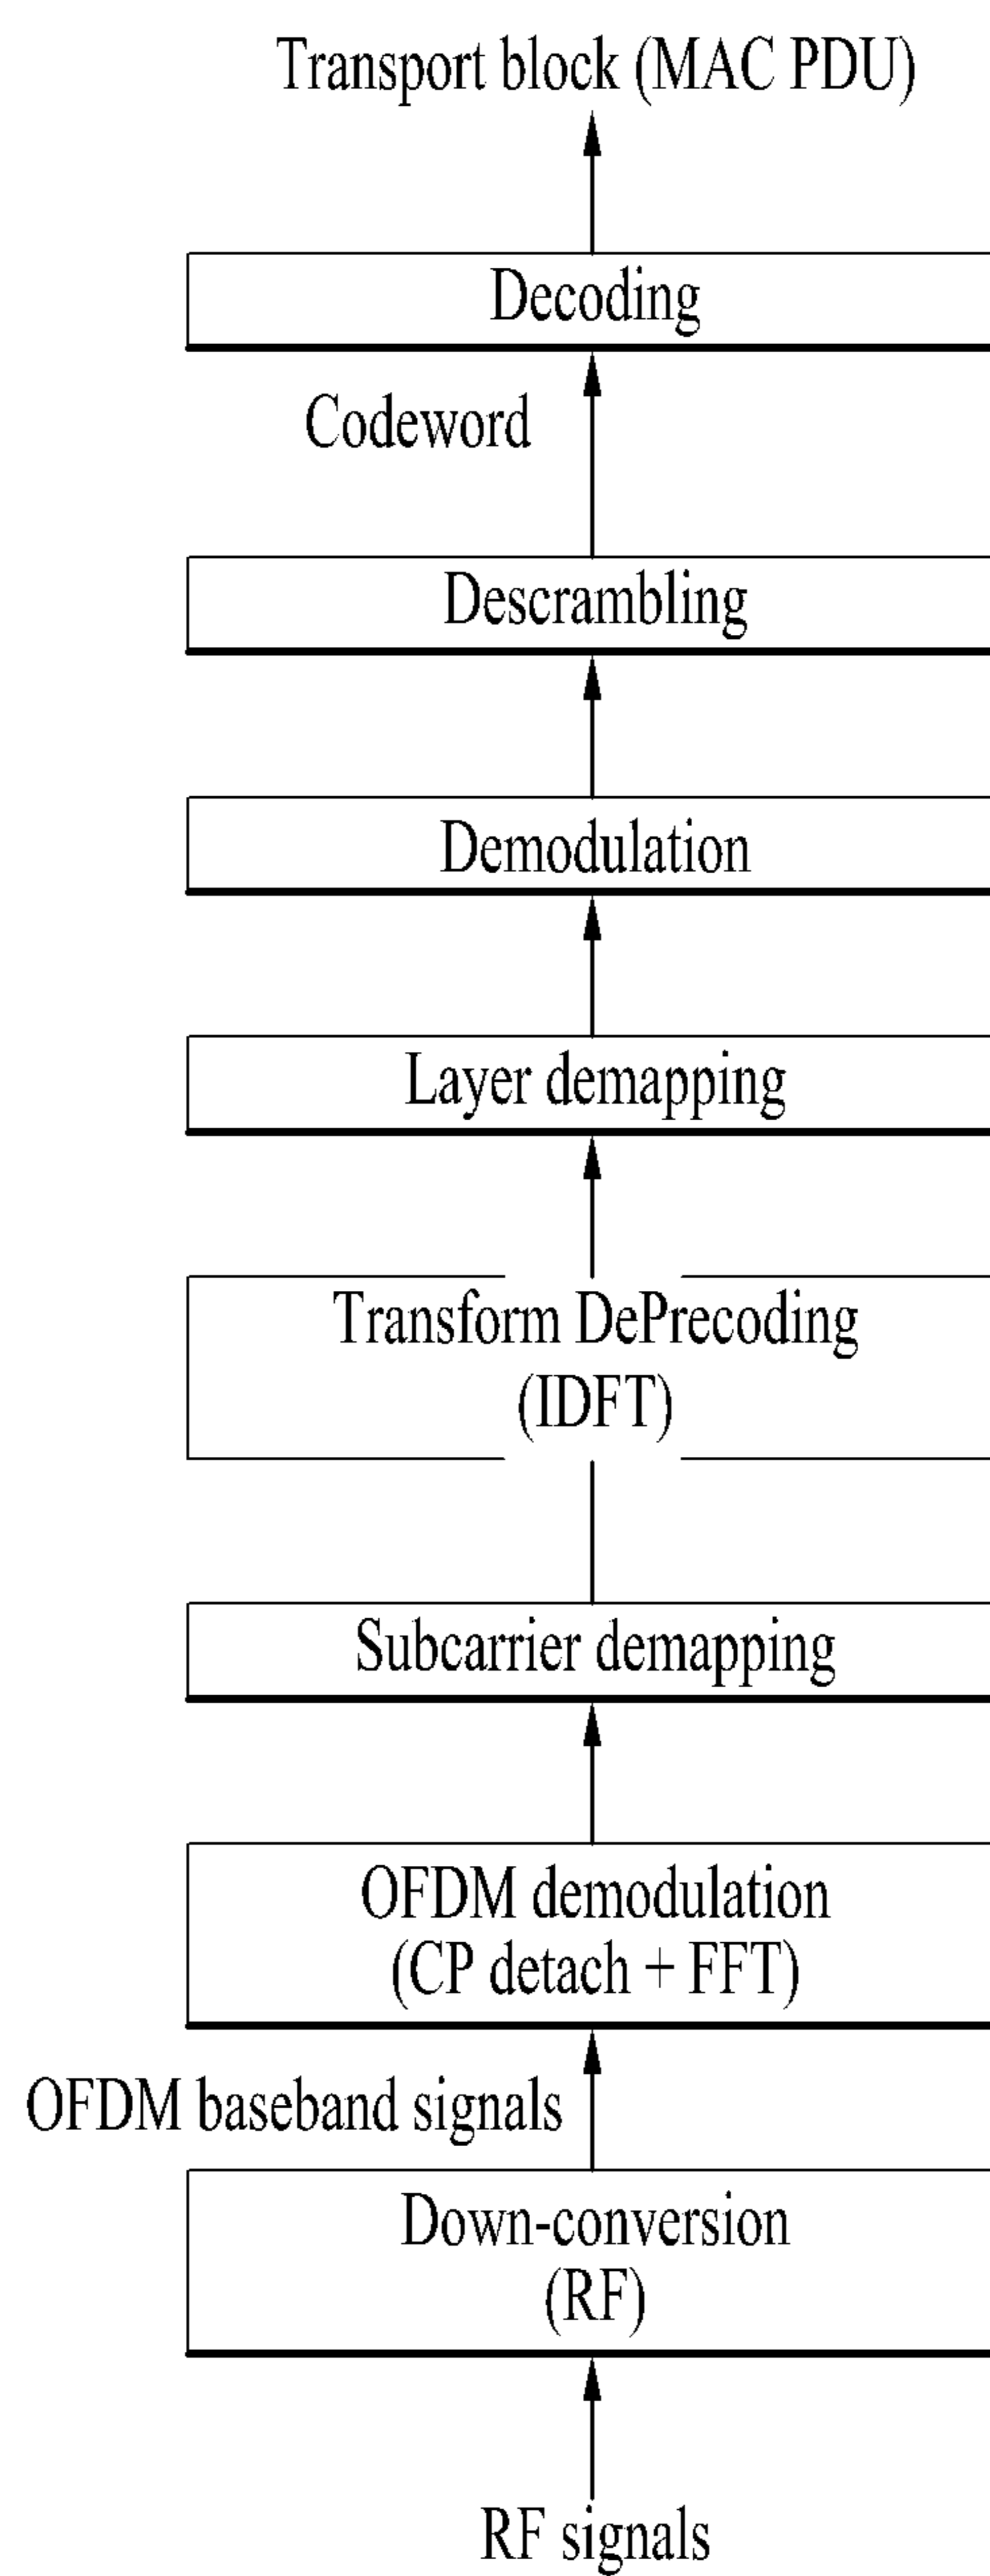 Transport block (MAC PDU)
Decoding
Codeword
Descrambling
Demodulation
Layer demapping
Transform DePrecoding
(IDFT)
Subcarrier demapping
OFDM demodulation
(CP detach + FFT)
OFDM baseband signals
Down-conversion
(RF)
RF signals